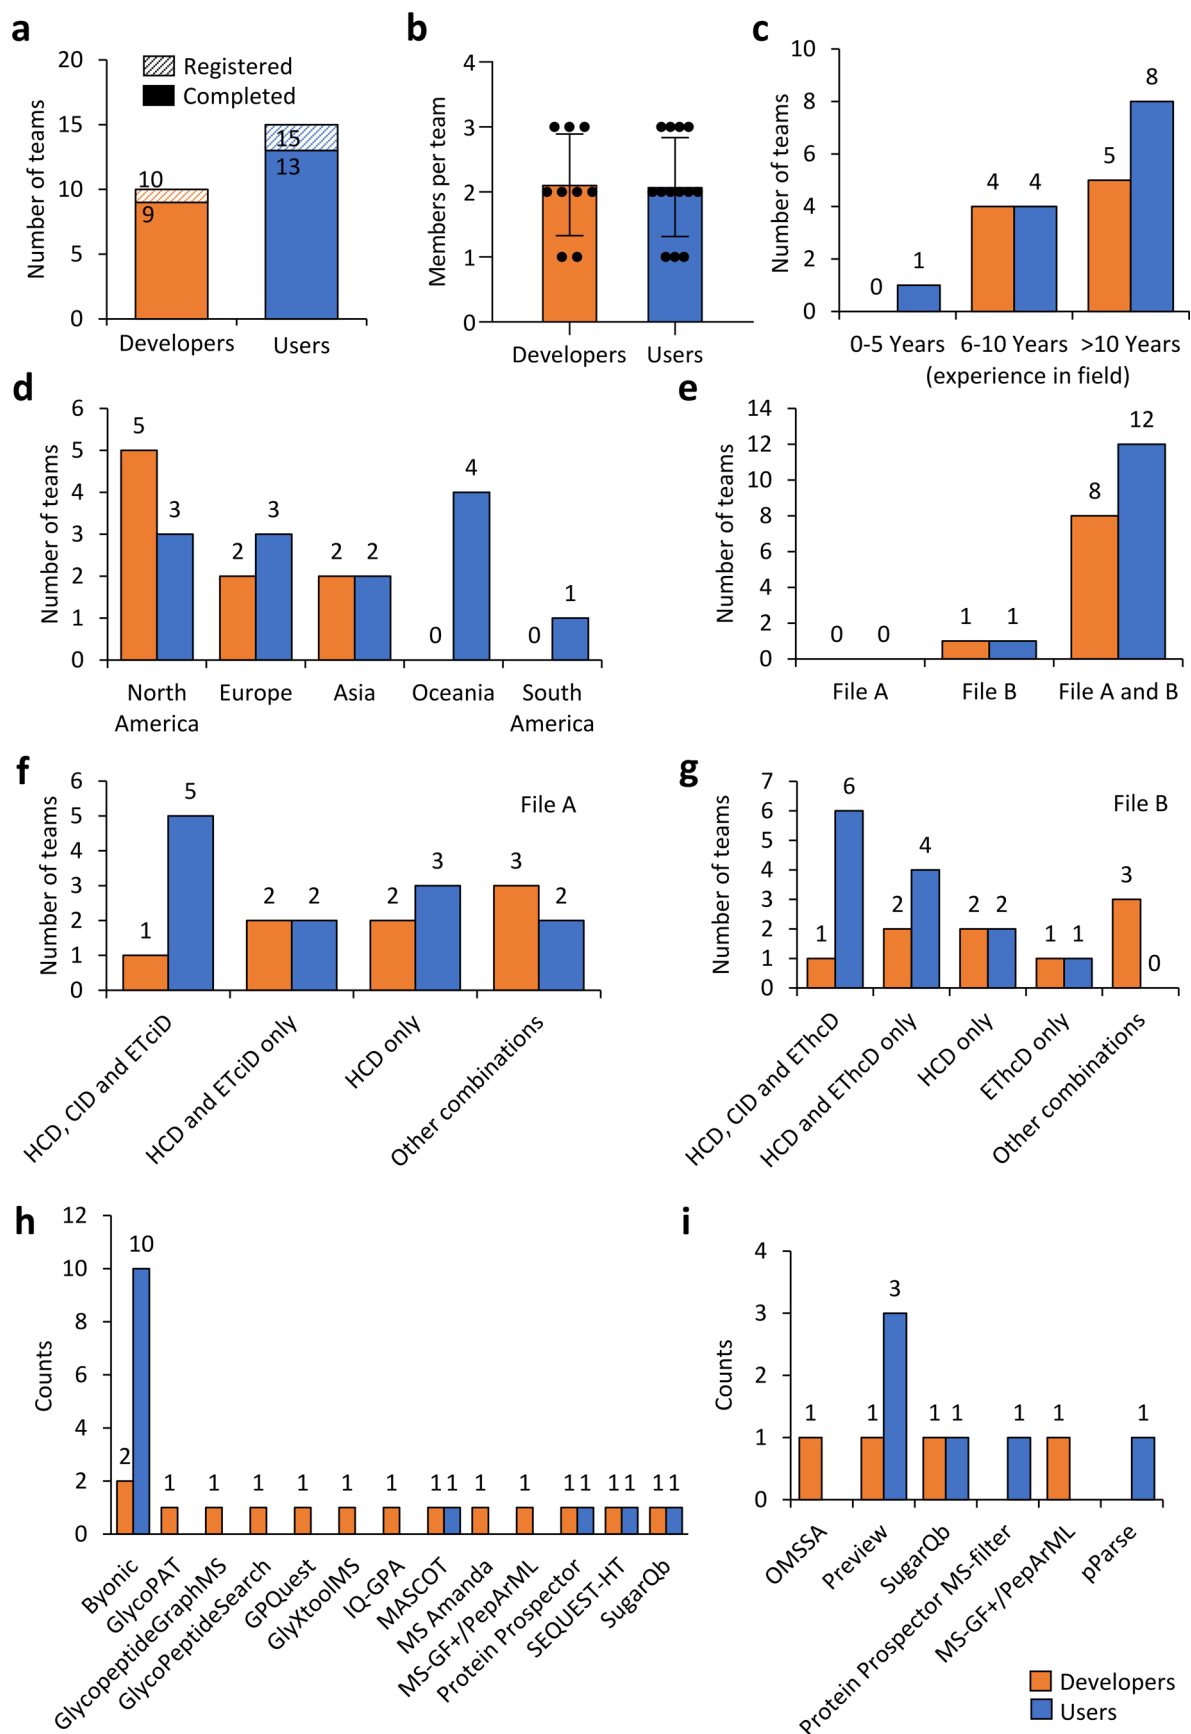 a
Number of teams
20
15
10
5
0
Registered
Completed
10
9
15
13
Developers
Users
b
Members per team
4
3
2
1
0
Developers
Users
c
Number of teams
10
8
6
4
2
0
0
1
4
4
5
8
0-5 Years
6-10 Years
>10 Years
(experience in field)
d
Number of teams
6
5
4
3
2
1
0
5
3
2
3
2
2
0
4
0
1
North
America
Europe
Asia
Oceania
South
America
e
Number of teams
14
12
10
8
6
4
2
0
0
0
1
1
8
12
File A
File B
File A and B
f
Number of teams
6
5
4
3
2
1
0
File A
1
5
2
2
2
3
3
2
HCD, CID and ETciD
HCD and ETciD only
HCD only
Other combinations
g
Number of teams
7
6
5
4
3
2
1
0
File B
1
6
2
4
2
2
1
1
3
0
HCD, CID and EThcD
HCD and EThcD only
HCD only
EThcD only
Other combinations
h
Counts
12
10
8
6
4
2
0
2
10
1
1
1
1
1
1
11
1
1
11
11
11
Byonic
GlycoPAT
GlycopeptideGraphMS
GlycoPeptideSearch
GPQuest
GlyXtoolMS
IQ-GPA
MASCOT
MS Amanda
MS-GF+/PepArML
Protein Prospector
SEQUEST-HT
SugarQb
i
Counts
4
3
2
1
0
1
1
3
1
1
1
1
1
OMSSA
Preview
SugarQb
Protein Prospector MS-filter
MS-GF+/PepArML
pParse
Developers
Users